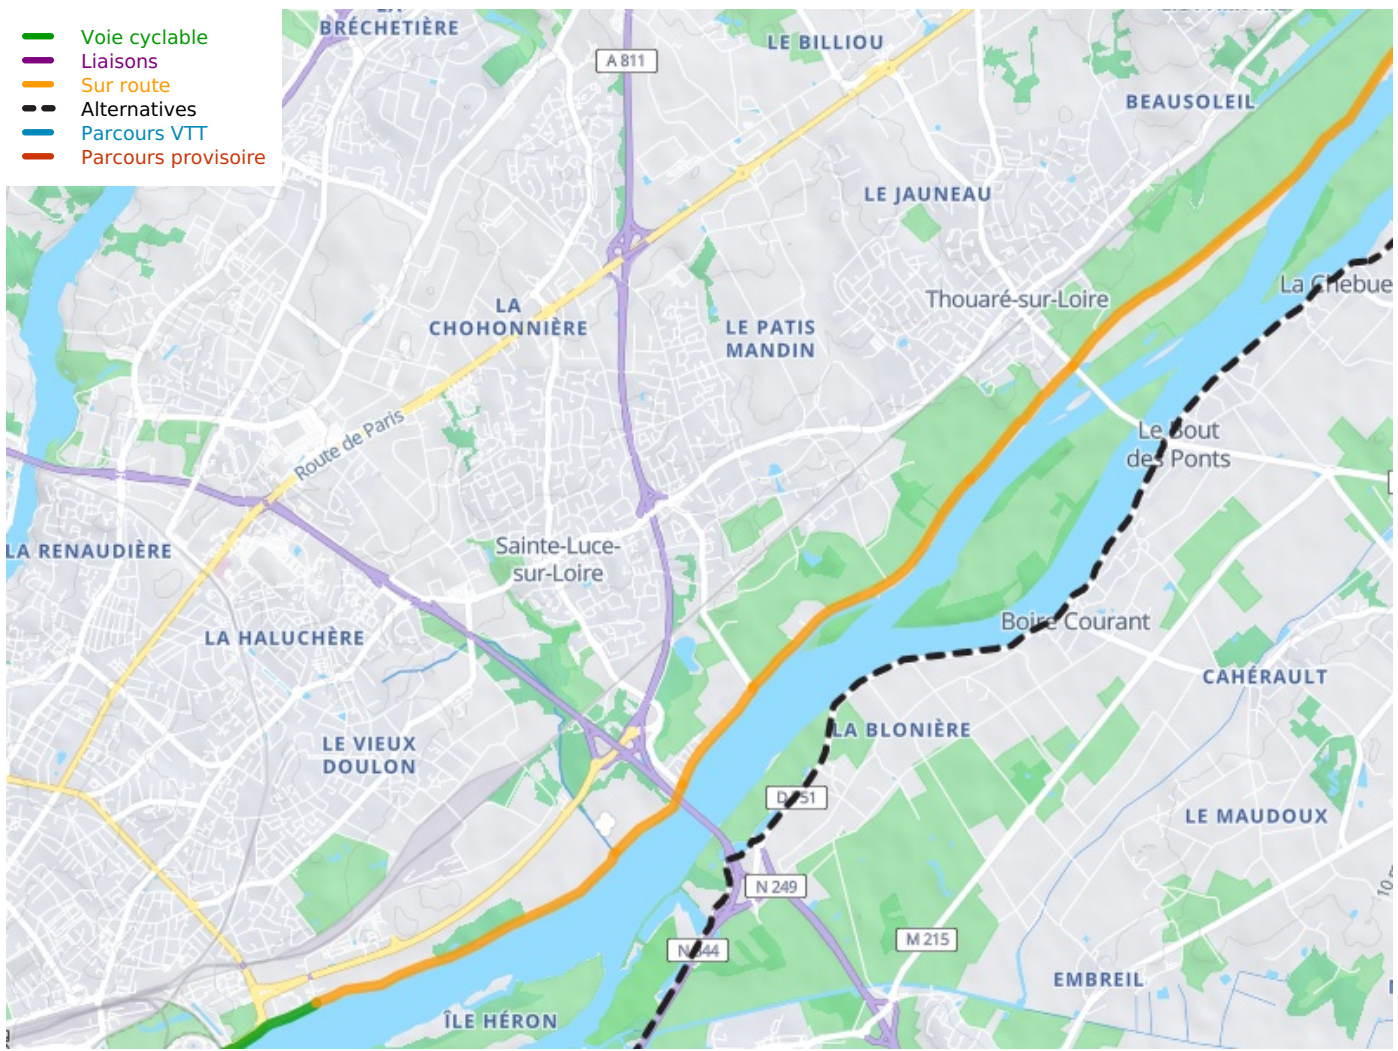 Voie cyclable
Liaisons
Sur route
Alternatives
Parcours VTT
Parcours provisoire
BRÉCHETIÈRE
A 811
LE BILLIOU
BEAUSOLEIL
LE JAUNEAU
Thouaré-sur-Loire
La Chebue
LA
CHOHONNIÈRE
LE PATIS
MANDIN
Route de Paris
Le Bout
des Ponts
LA RENAUDIÈRE
Sainte-Luce-
sur-Loire
LA HALUCHÈRE
Boire Courant
CAHÉRAULT
LE VIEUX
DOULON
LA BLONIÈRE
D 751
LE MAUDOUX
N 249
10 m
M 215
N 844
EMBREIL
ÎLE HÉRON